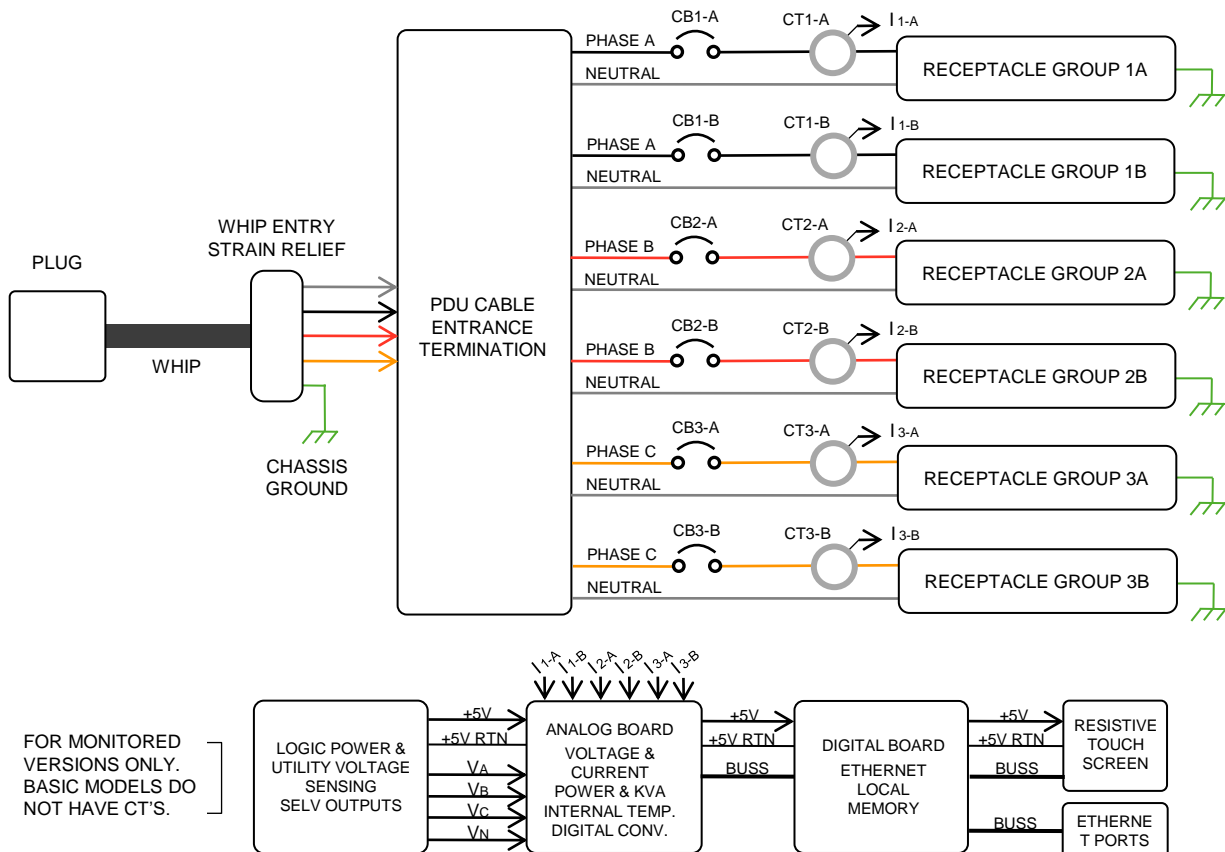 CB1-A
CT1-A
I 1-A
PHASE A
NEUTRAL
RECEPTACLE GROUP 1A
CB1-B
CT1-B
I 1-B
PHASE A
NEUTRAL
RECEPTACLE GROUP 1B
CB2-A
CT2-A
I 2-A
PHASE B
NEUTRAL
RECEPTACLE GROUP 2A
CB2-B
CT2-B
I 2-B
PHASE B
NEUTRAL
RECEPTACLE GROUP 2B
CB3-A
CT3-A
I 3-A
PHASE C
NEUTRAL
RECEPTACLE GROUP 3A
CB3-B
CT3-B
I 3-B
PHASE C
NEUTRAL
RECEPTACLE GROUP 3B
PLUG
WHIP
WHIP ENTRY
STRAIN RELIEF
CHASSIS
GROUND
PDU CABLE
ENTRANCE
TERMINATION
FOR MONITORED
VERSIONS ONLY.
BASIC MODELS DO
NOT HAVE CT'S.
LOGIC POWER &
UTILITY VOLTAGE
SENSING
SELV OUTPUTS
+5V
+5V RTN
VA
VB
VC
VN
I 1-A
I 1-B
I 2-A
I 2-B
I 3-A
I 3-B
ANALOG BOARD
VOLTAGE &
CURRENT
POWER & KVA
INTERNAL TEMP.
DIGITAL CONV.
+5V
+5V RTN
BUSS
DIGITAL BOARD
ETHERNET
LOCAL
MEMORY
+5V
+5V RTN
BUSS
BUSS
RESISTIVE
TOUCH
SCREEN
ETHERNE
T PORTS